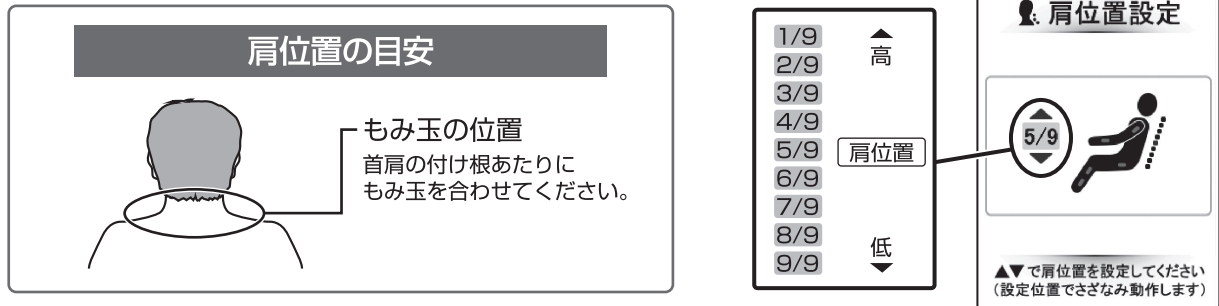 肩位置の目安
もみ玉の位置
首肩の付け根あたりに
もみ玉を合わせてください。
1/9
2/9
3/9
4/9
5/9
6/9
7/9
8/9
9/9
▲
高
肩位置
低
▼
肩位置設定
▲
5/9
▼
▲▼で肩位置を設定してください
(設定位置でさざなみ動作します)